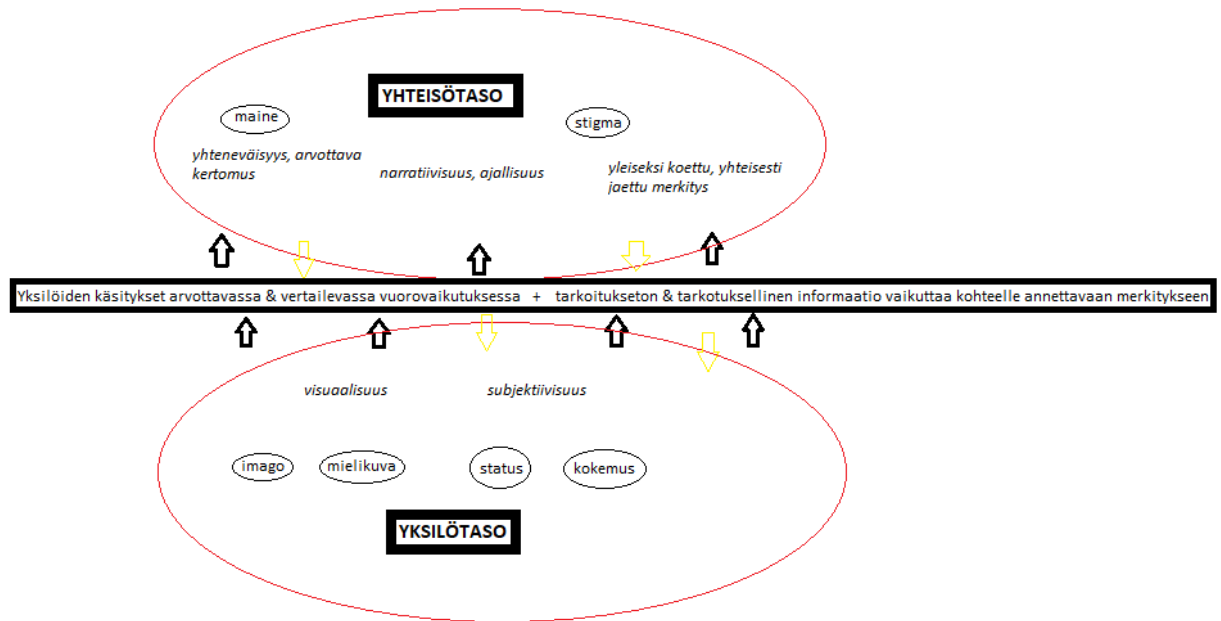 YHTEISÖTASO
maine
stigma
yhteneväisyys, arvottava
kertomus
narratiivisuus, ajallisuus
yleiseksi koettu, yhteisesti
jaettu merkitys
Yksilöiden käsitykset arvottavassa & vertailevassa vuorovaikutuksessa + tarkoitukseton & tarkotuksellinen informaatio vaikuttaa kohteelle annettavaan merkitykseen
visuaalisuus
subjektiivisuus
imago
mielikuva
status
kokemus
YKSILÖTASO